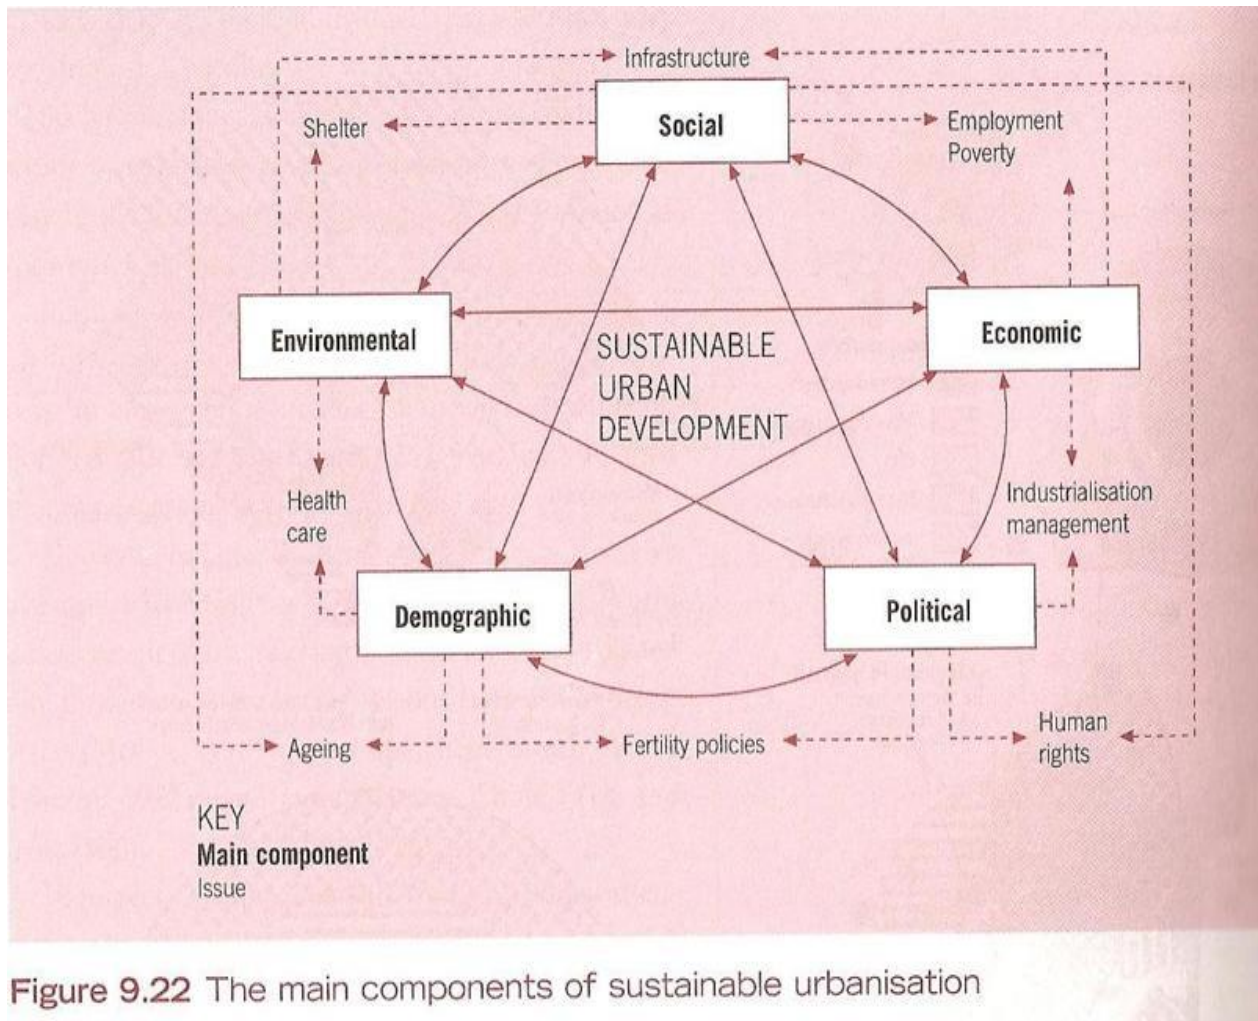 Infrastructure
Social
Shelter
Employment
Poverty
Environmental
Economic
SUSTAINABLE
URBAN
DEVELOPMENT
Health
care
Industrialisation
management
Demographic
Political
Ageing
Fertility policies
Human
rights
KEY
Main component
Issue
Figure 9.22 The main components of sustainable urbanisation